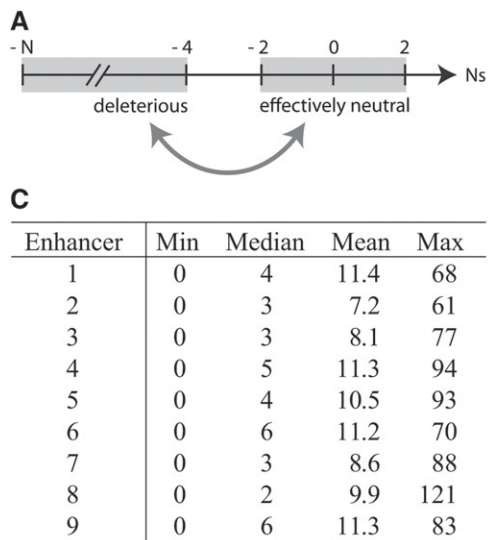 A
- N - 4 - 2 0 2
Ns
deleterious effectively neutral
C
Enhancer Min Median Mean Max
1 0 4 11.4 68
2 0 3 7.2 61
3 0 3 8.1 77
4 0 5 11.3 94
5 0 4 10.5 93
6 0 6 11.2 70
7 0 3 8.6 88
8 0 2 9.9 121
9 0 6 11.3 83